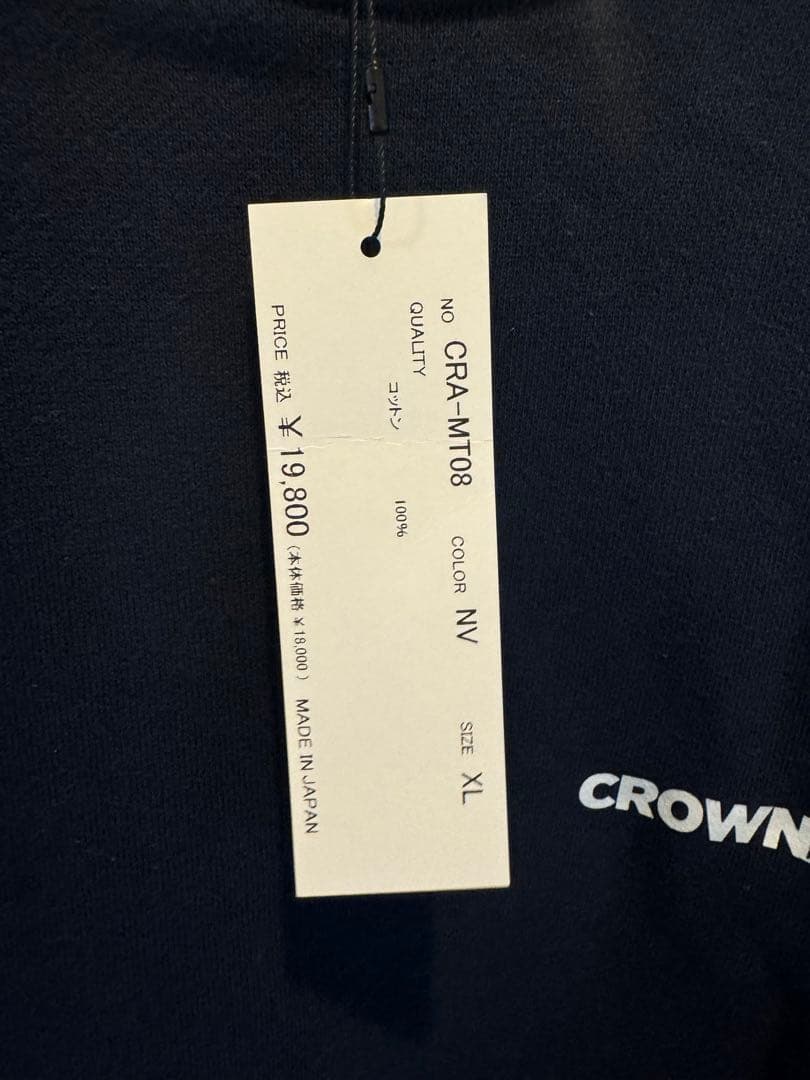 NO CRA-MT08 COLOR NV SIZE XL
QUALITY
コットン 100%
PRICE 税込 ¥ 19,800 (本体価格 ¥ 18,000) MADE IN JAPAN
CROWN